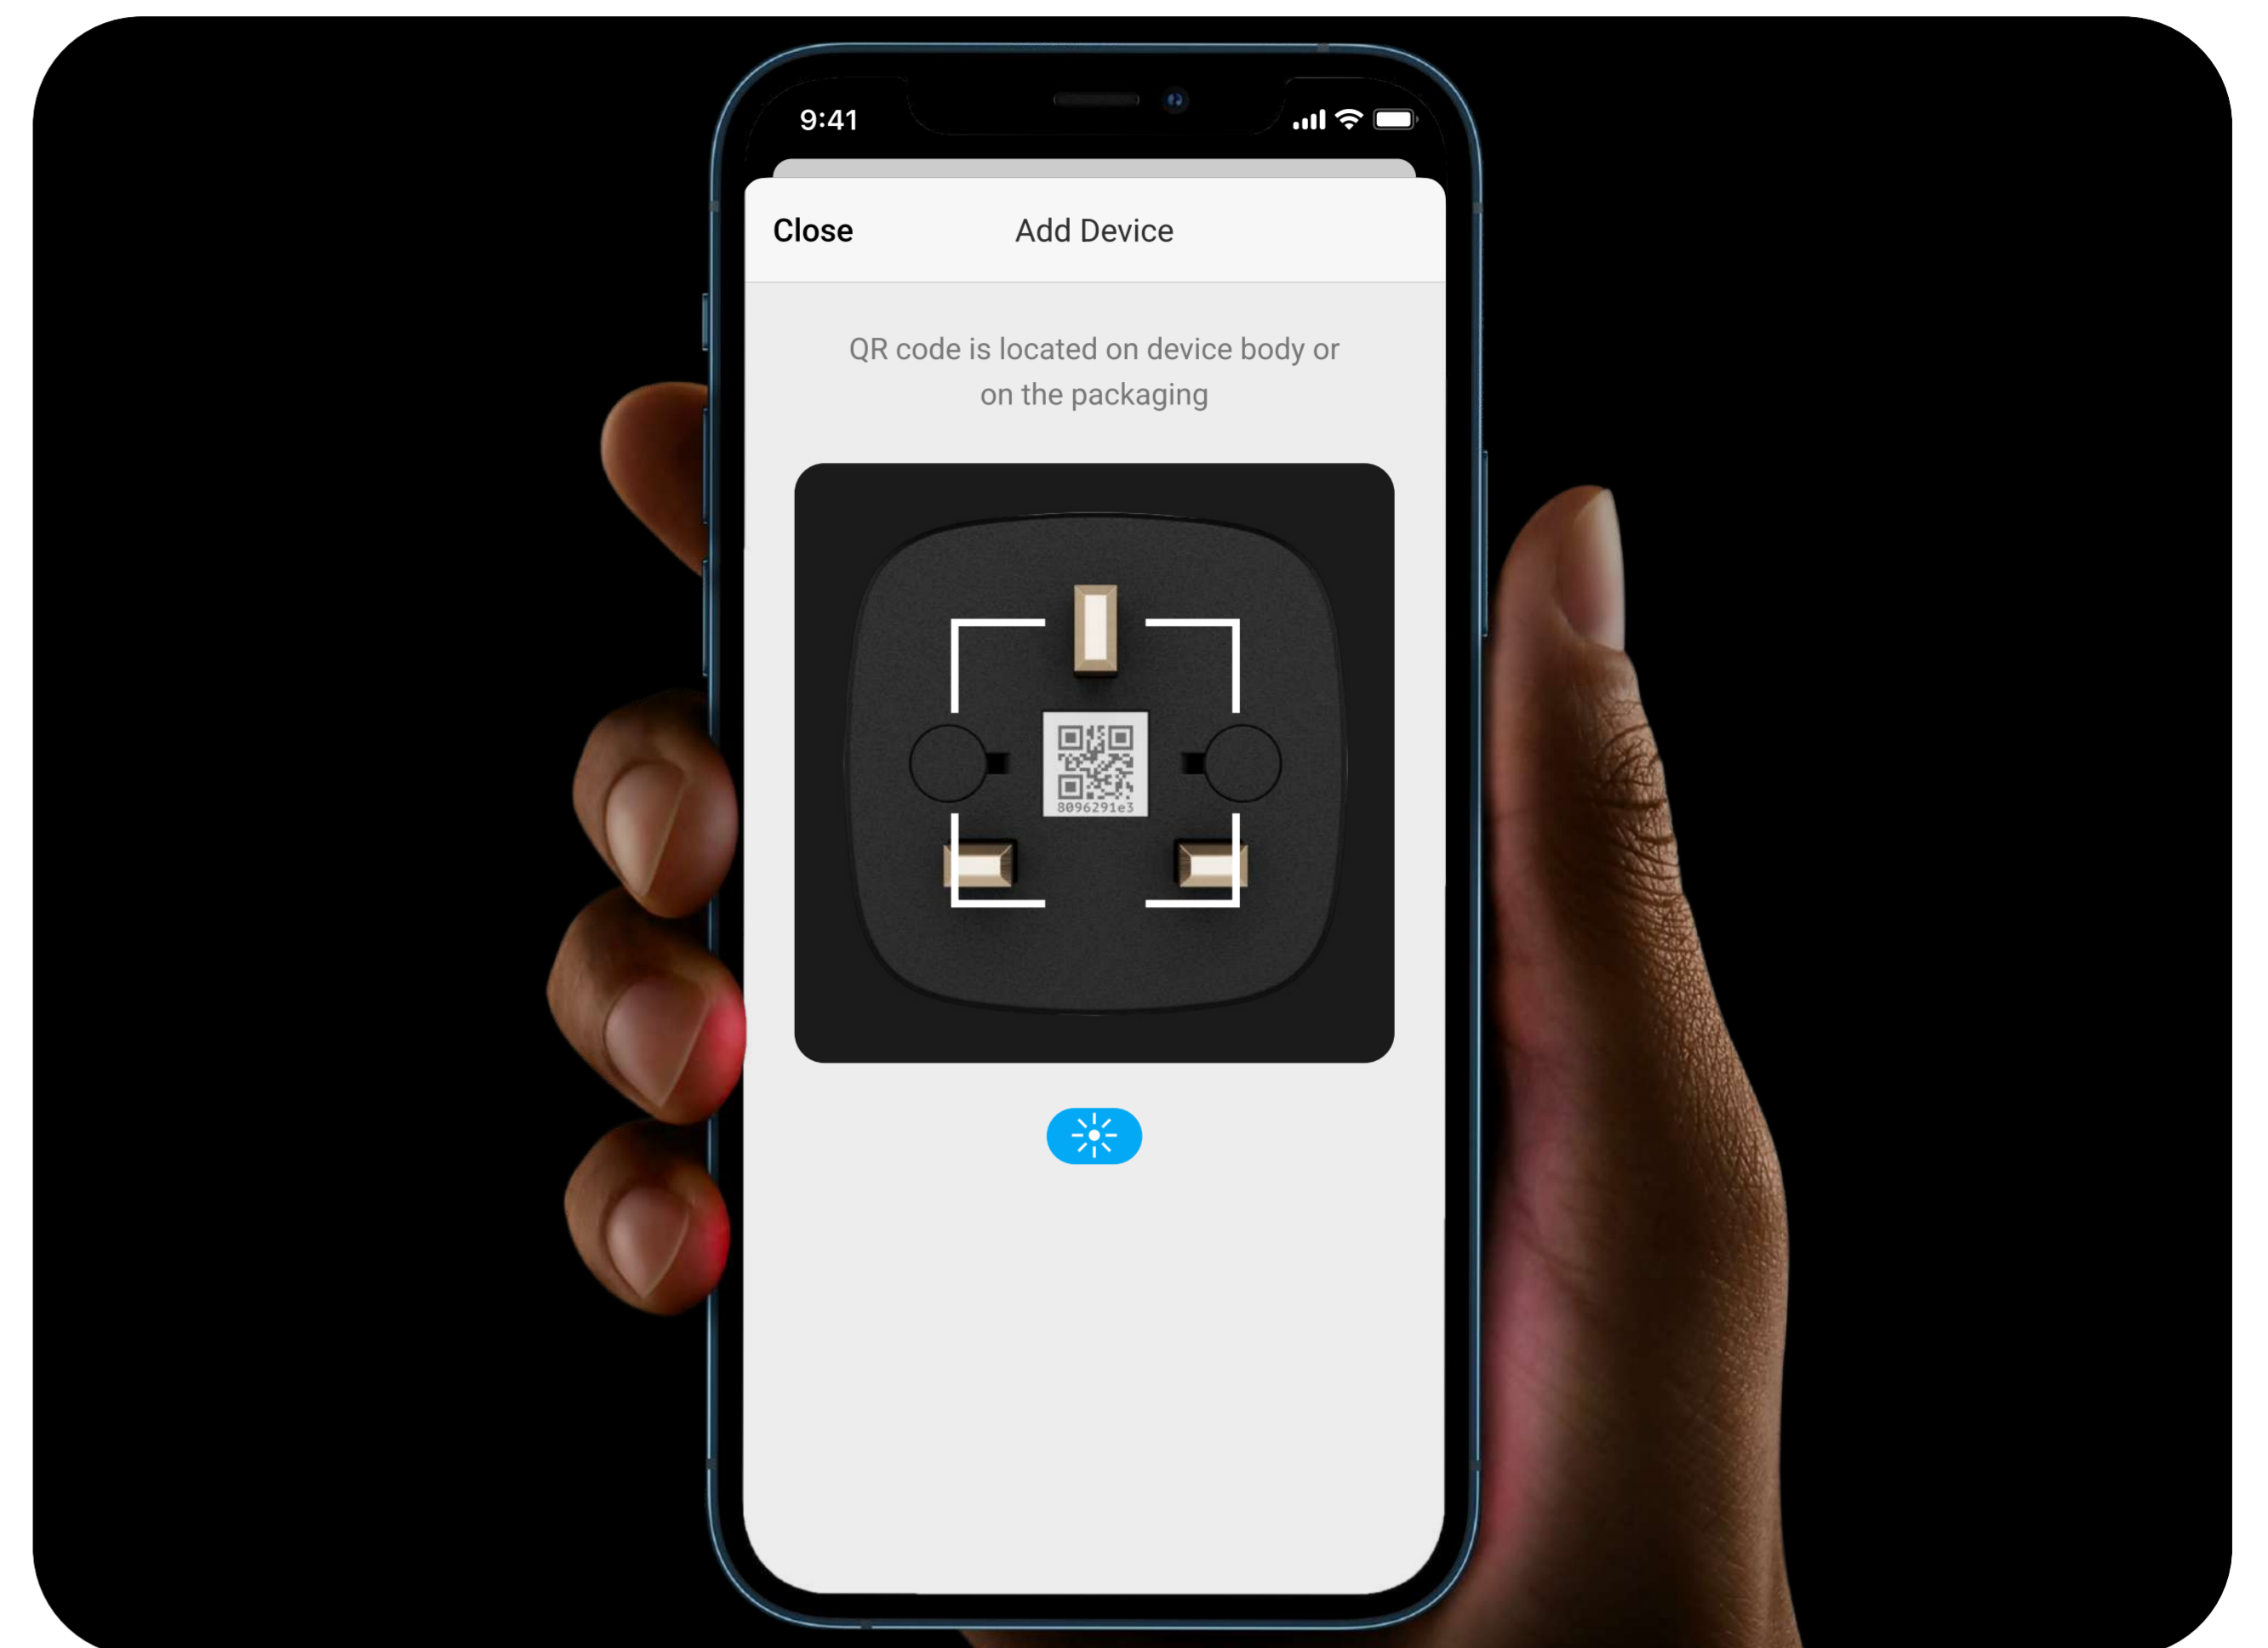 9:41
Close
Add Device
QR code is located on device body or
on the packaging
8096291e3